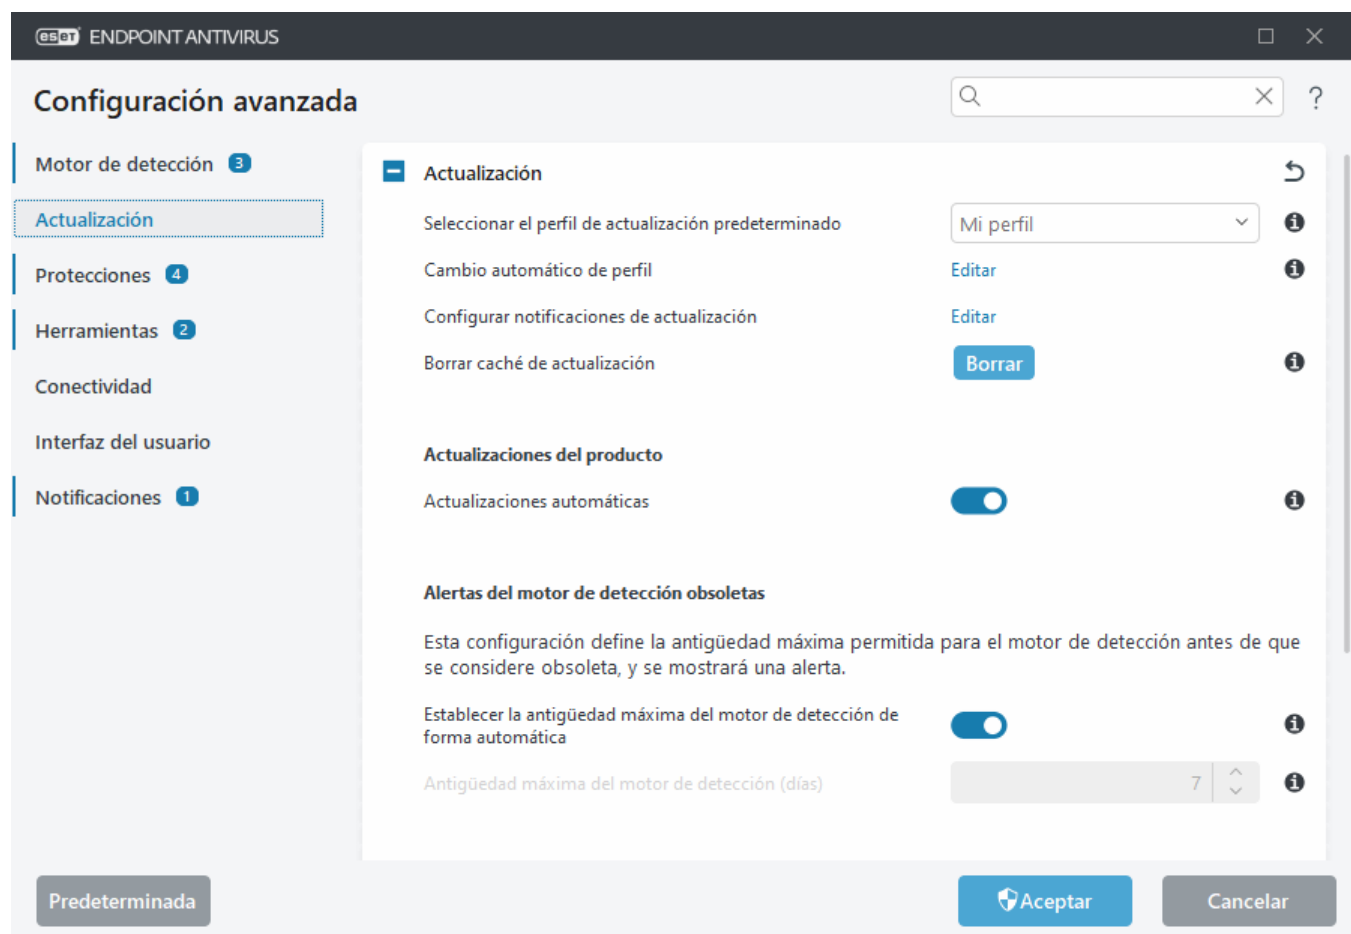 eset ENDPOINT ANTIVIRUS
Configuración avanzada
?
Motor de detección 3
Actualización
Protecciones 4
Herramientas 2
Conectividad
Interfaz del usuario
Notificaciones 1
Actualización
Seleccionar el perfil de actualización predeterminado Mi perfil
Cambio automático de perfil Editar
Configurar notificaciones de actualización Editar
Borrar caché de actualización Borrar
Actualizaciones del producto
Actualizaciones automáticas
Alertas del motor de detección obsoletas
Esta configuración define la antigüedad máxima permitida para el motor de detección antes de que
se considere obsoleta, y se mostrará una alerta.
Establecer la antigüedad máxima del motor de detección de
forma automática
Antigüedad máxima del motor de detección (días) 7
Predeterminada Aceptar Cancelar